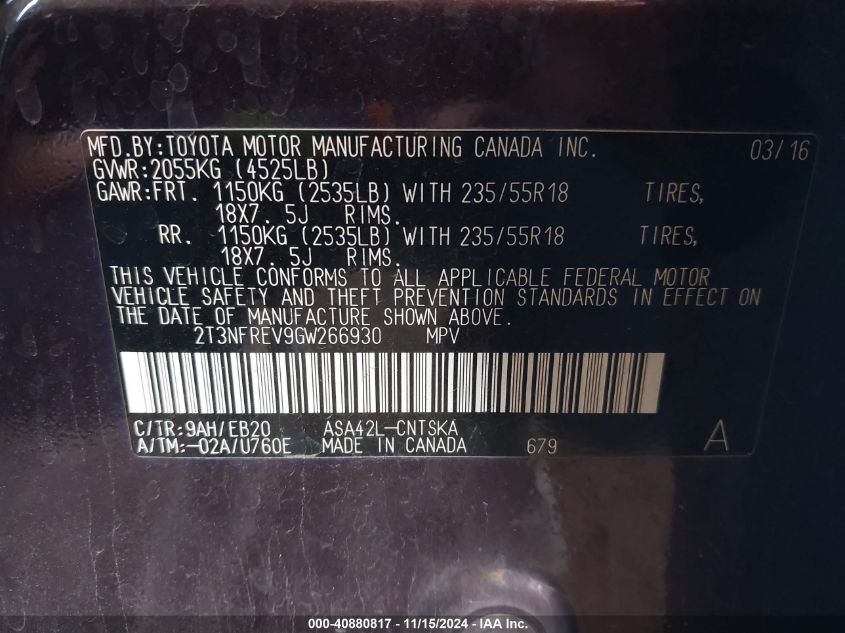 MFD.BY:TOYOTA MOTOR MANUFACTURING CANADA INC. 03/16
GVWR:2055KG (4525LB)
GAWR:FRT. 1150KG (2535LB) WITH 235/55R18 TIRES,
18X7. 5J RIMS.
RR. 1150KG (2535LB) WITH 235/55R18 TIRES,
18X7. 5J RIMS.
THIS VEHICLE CONFORMS TO ALL APPLICABLE FEDERAL MOTOR
VEHICLE SAFETY AND THEFT PREVENTION STANDARDS IN EFFECT ON
THE DATE OF MANUFACTURE SHOWN ABOVE.
2T3NFREV9GW266930 MPV
C/TR:9AH/EB20 ASA42L-CNTSKA
A/TM:-02A/U760E MADE IN CANADA 679 A
000-40880817 - 11/15/2024 - IAA Inc.